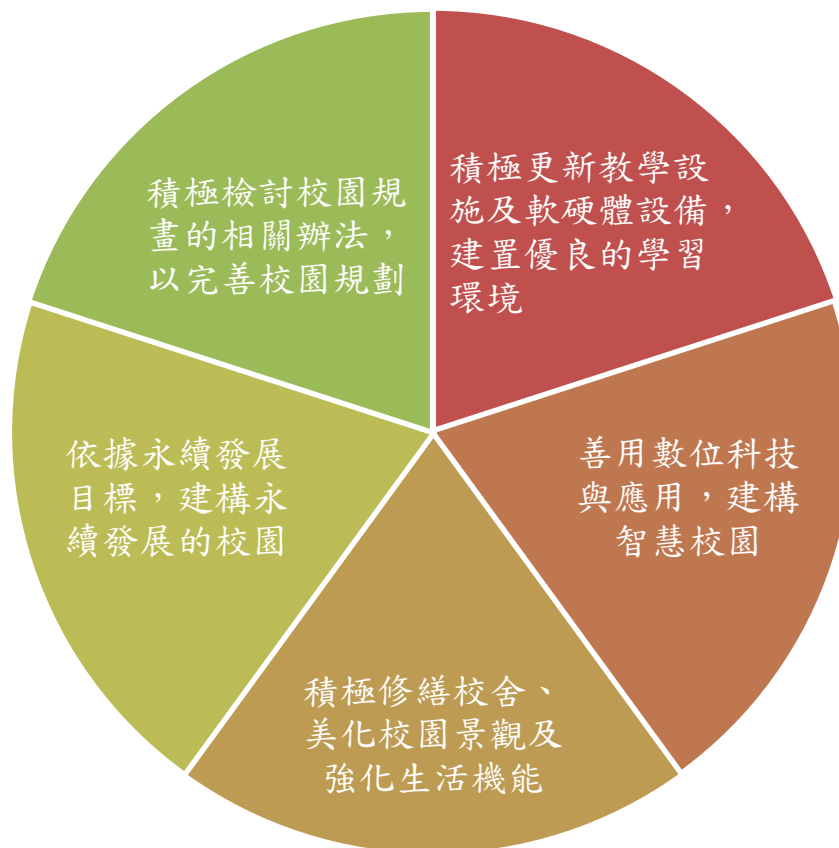 積極更新教學設
施及軟硬體設備，
建置優良的學習
環境
善用數位科技
與應用，建構
智慧校園
積極修繕校舍、
美化校園景觀及
強化生活機能
依據永續發展
目標，建構永
續發展的校園
積極檢討校園規
畫的相關辦法，
以完善校園規劃